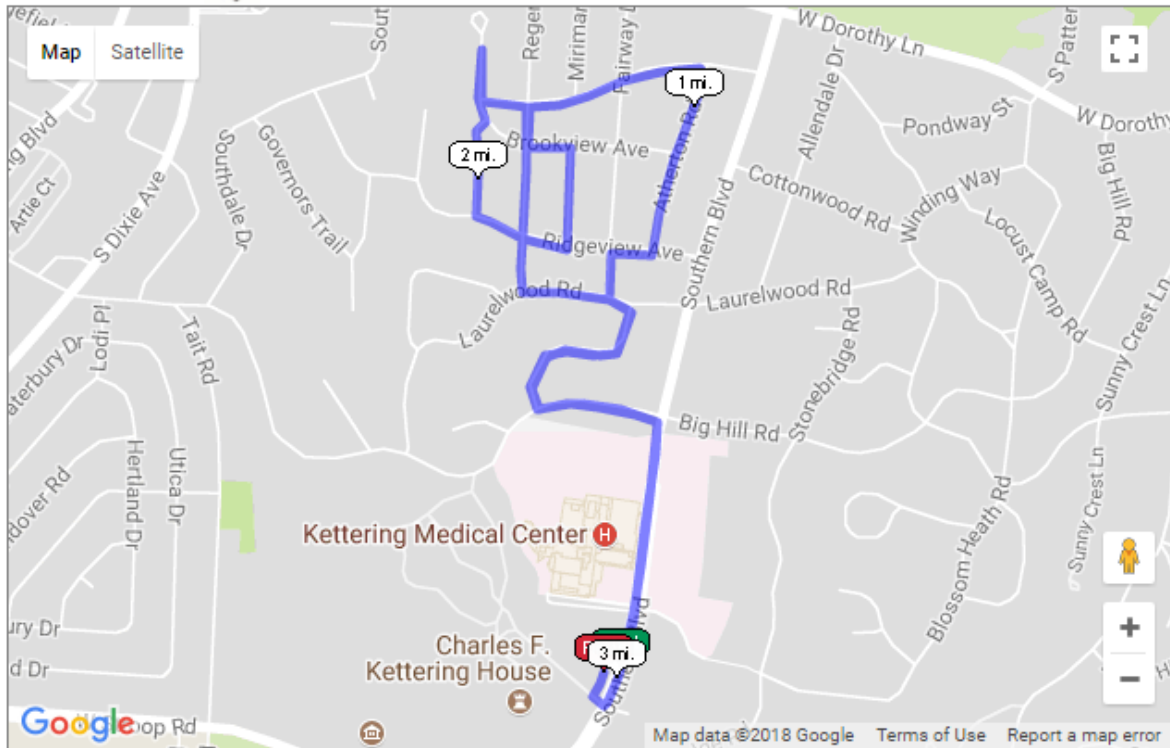 Map
Satellite
Artie Ct
S Dixie Ave
S Southdale Dr
Governors Trail
Brookview Ave
Ridgeview Ave
Atherton Rd
Southern Blvd
W Dorothy Ln
W Dorothy
Allendale Dr
Pondway St
Big Hill Rd
Cottonwood Rd
Winding Way
Locust Camp Rd
Sunny Crest Ln
1 mi.
2 mi.
Laurelwood Rd
Laurelwood Rd
Lodi Pl
Tait Rd
Stonebridge Rd
Big Hill Rd
Hertland Dr
Utica Dr
Sunny Crest Ln
Blossom Heath Rd
Kettering Medical Center
H
Charles F.
Kettering House
3 mi.
Google
Map data ©2018 Google
Terms of Use
Report a map error